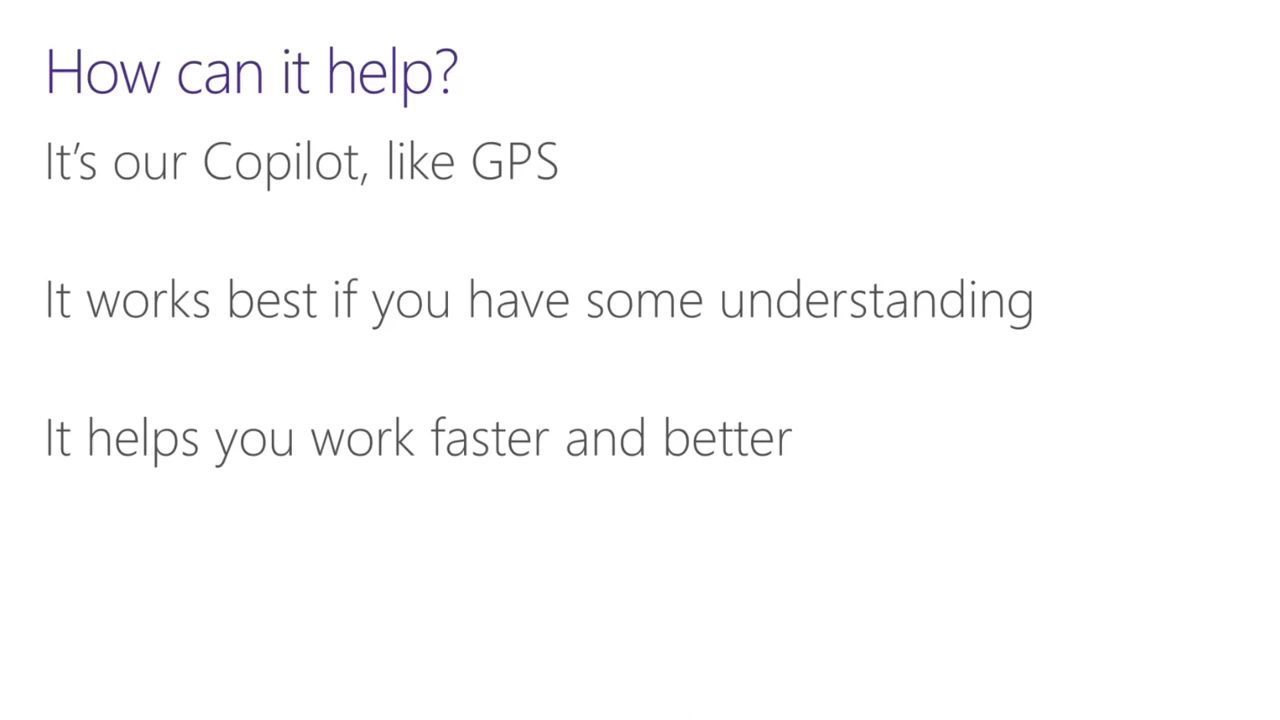 How can it help?
It's our Copilot, like GPS
It works best if you have some understanding
It helps you work faster and better